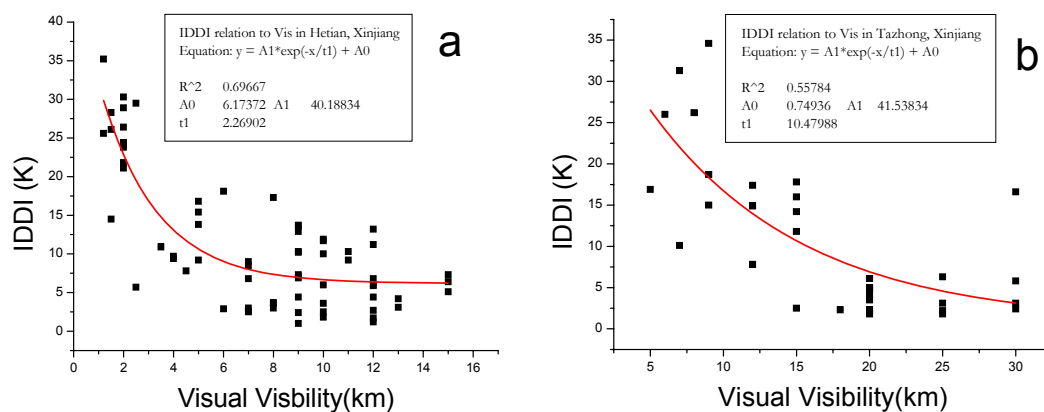 a
IDDI relation to Vis in Hetian, Xinjiang
Equation: y = A1*exp(-x/t1) + A0
R^2 0.69667
A0 6.17372 A1 40.18834
t1 2.26902
40
35
30
25
20
15
10
5
0
IDDI (K)
0 2 4 6 8 10 12 14 16
Visual Visbility(km)
b
IDDI relation to Vis in Tazhong, Xinjiang
Equation: y = A1*exp(-x/t1) + A0
R^2 0.55784
A0 0.74936 A1 41.53834
t1 10.47988
35
30
25
20
15
10
5
0
IDDI (K)
5 10 15 20 25 30
Visual Visbility(km)